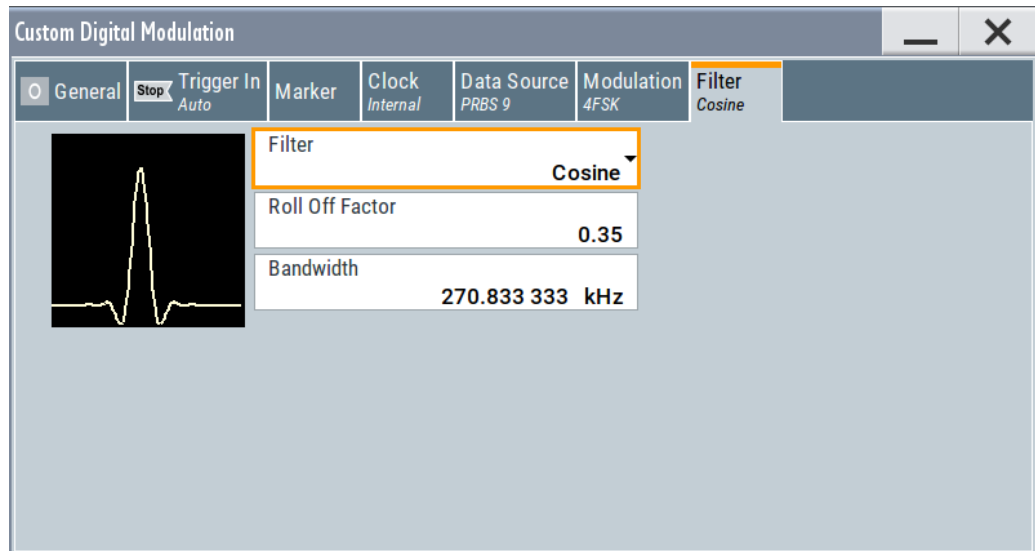 Custom Digital Modulation
O General
Stop Trigger In
Auto
Marker
Clock
Internal
Data Source
PRBS 9
Modulation
4FSK
Filter
Cosine
Filter
Cosine
Roll Off Factor
0.35
Bandwidth
270.833 333 kHz